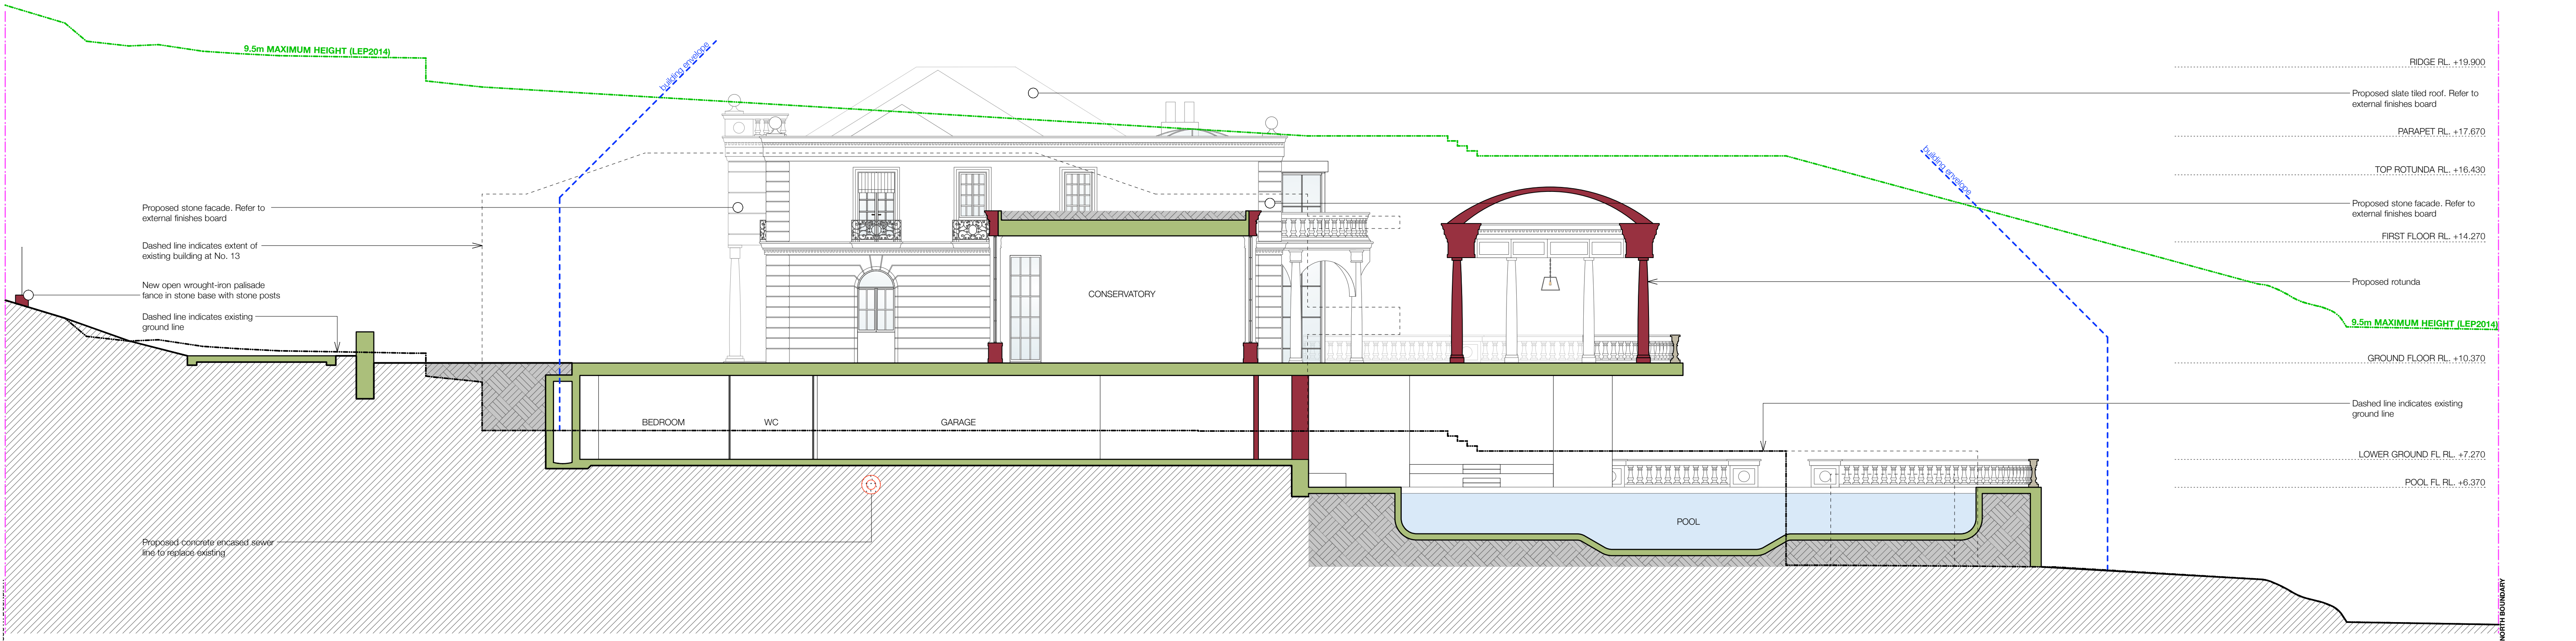 9.5m MAXIMUM HEIGHT (LEP2014)
building envelope
Proposed stone facade. Refer to
external finishes board
Dashed line indicates extent of
existing building at No. 13
New open wrought-iron palisade
fance in stone base with stone posts
Dashed line indicates existing
ground line
Proposed concrete encased sewer
line to replace existing
CONSERVATORY
BEDROOM
WC
GARAGE
POOL
building envelope
RIDGE RL. +19.900
Proposed slate tiled roof. Refer to
external finishes board
PARAPET RL. +17.670
TOP ROTUNDA RL. +16.430
Proposed stone facade. Refer to
external finishes board
FIRST FLOOR RL. +14.270
Proposed rotunda
9.5m MAXIMUM HEIGHT (LEP2014)
GROUND FLOOR RL. +10.370
Dashed line indicates existing
ground line
LOWER GROUND FL RL. +7.270
POOL FL RL. +6.370
NORTH BOUNDARY